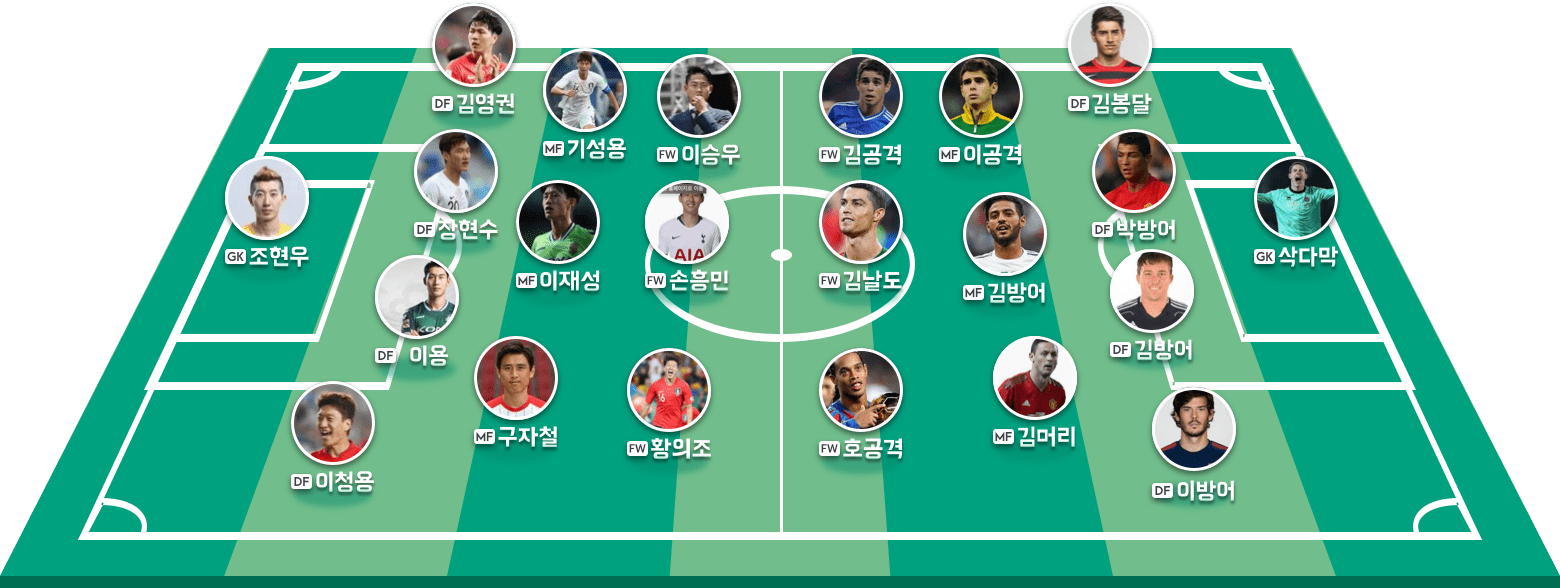 DF 김영권
MF 기성용
FW 이승우
FW 김공격
MF 이공격
DF 김봉달
DF 장현수
DF 박방어
GK 조현우
MF 이재성
FW 손흥민
FW 김날도
MF 김방어
GK 삭다막
DF 이용
DF 김방어
MF 구자철
FW 황의조
FW 호공격
MF 김머리
DF 이청용
DF 이방어
AIA
20
16